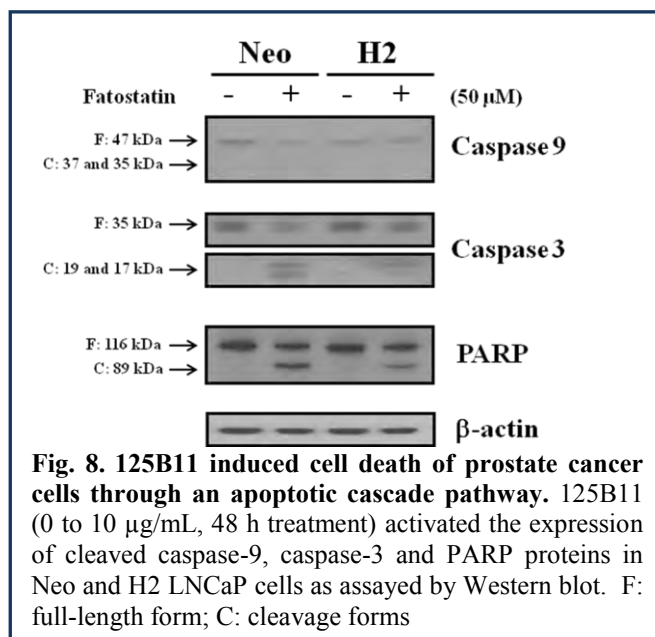 Neo H2
Fatostatin - + - + (50 µM)
F: 47 kDa
Caspase 9
C: 37 and 35 kDa
F: 35 kDa
Caspase 3
C: 19 and 17 kDa
F: 116 kDa
PARP
C: 89 kDa
β-actin
Fig. 8. 125B11 induced cell death of prostate cancer
cells through an apoptotic cascade pathway. 125B11
(0 to 10 µg/mL, 48 h treatment) activated the expression
of cleaved caspase-9, caspase-3 and PARP proteins in
Neo and H2 LNCaP cells as assayed by Western blot. F:
full-length form; C: cleavage forms